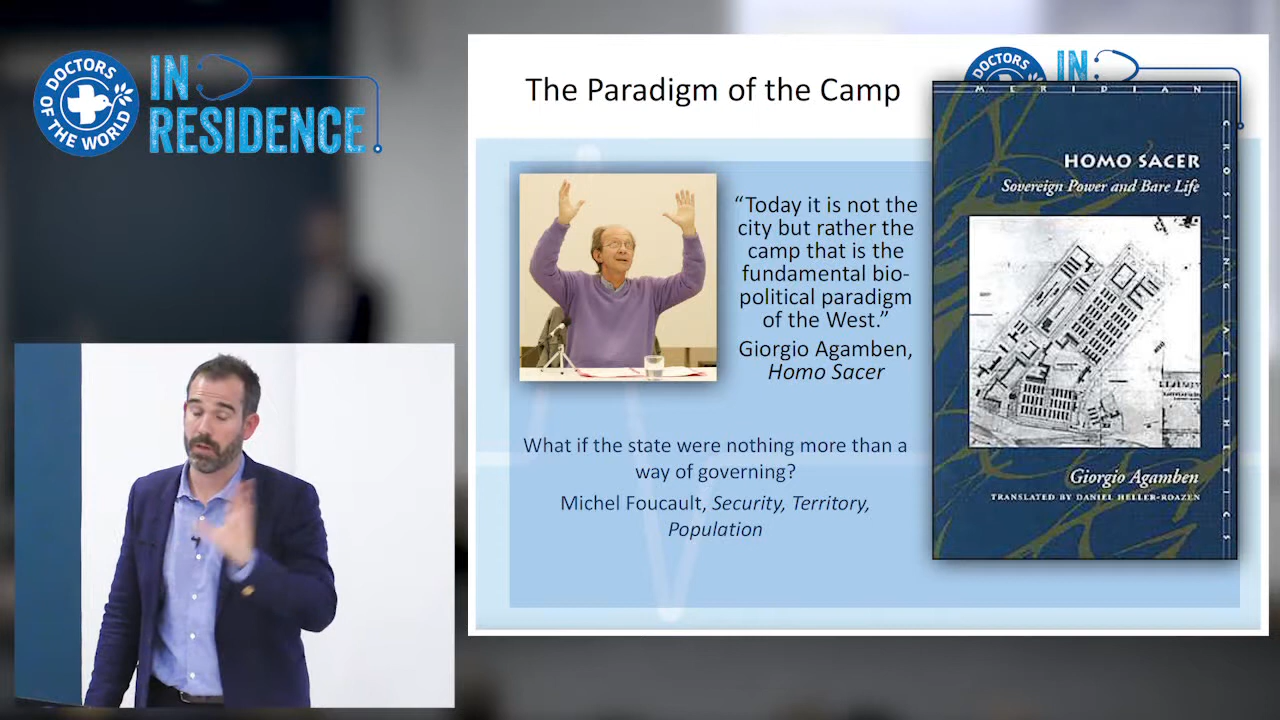 DOCTORS
OF THE WORLD
IN
RESIDENCE
The Paradigm of the Camp
DOCTORS
IN
“Today it is not the
city but rather the
camp that is the
fundamental bio-
political paradigm
of the West.”
Giorgio Agamben,
Homo Sacer
What if the state were nothing more than a
way of governing?
Michel Foucault, Security, Territory,
Population
MERIDIAN
CROSSING AESTHETICS
HOMO SACER
Sovereign Power and Bare Life
Giorgio Agamben
TRANSLATED BY DANIEL HELLER-ROAZEN